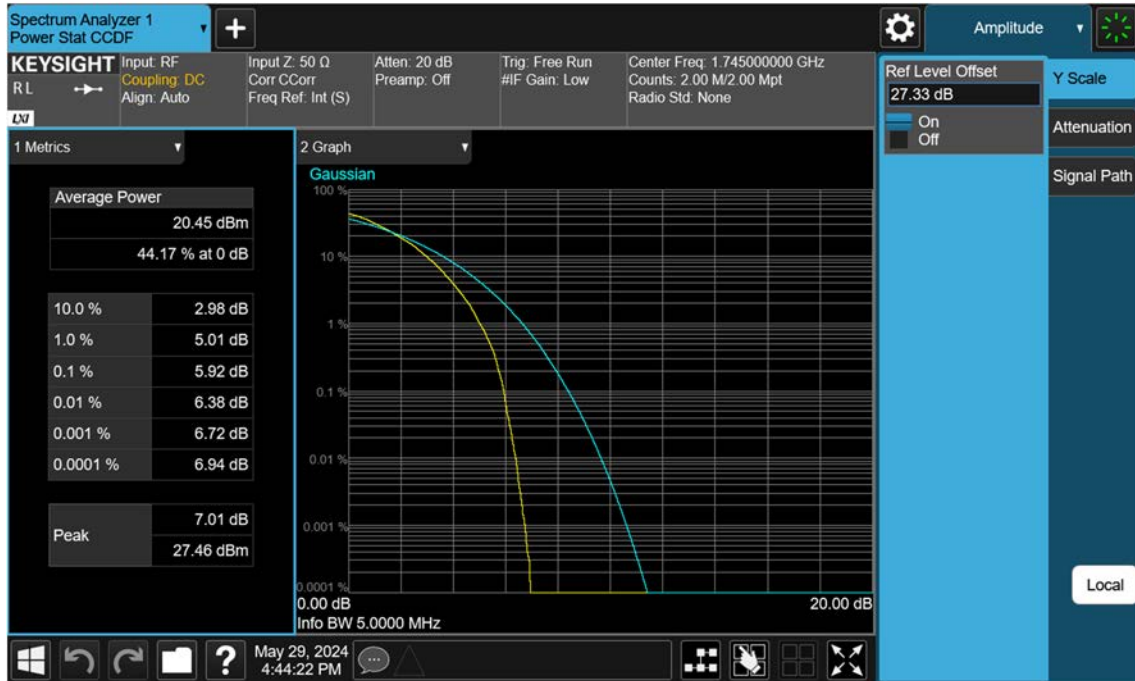 Spectrum Analyzer 1
Power Stat CCDF
+
Amplitude
KEYSIGHT
R L
LXI
Input: RF
Coupling: DC
Align: Auto
Input Z: 50 Ω
Corr CCorr
Freq Ref: Int (S)
Atten: 20 dB
Preamp: Off
Trig: Free Run
#IF Gain: Low
Center Freq: 1.745000000 GHz
Counts: 2.00 M/2.00 Mpt
Radio Std: None
Ref Level Offset
27.33 dB
On
Off
Y Scale
Attenuation
Signal Path
1 Metrics
Average Power
20.45 dBm
44.17 % at 0 dB
10.0 % 2.98 dB
1.0 % 5.01 dB
0.1 % 5.92 dB
0.01 % 6.38 dB
0.001 % 6.72 dB
0.0001 % 6.94 dB
Peak
7.01 dB
27.46 dBm
2 Graph
Gaussian
100 %
10 %
1 %
0.1 %
0.01 %
0.001 %
0.0001 %
0.00 dB 20.00 dB
Info BW 5.0000 MHz
Local
?
May 29, 2024
4:44:22 PM